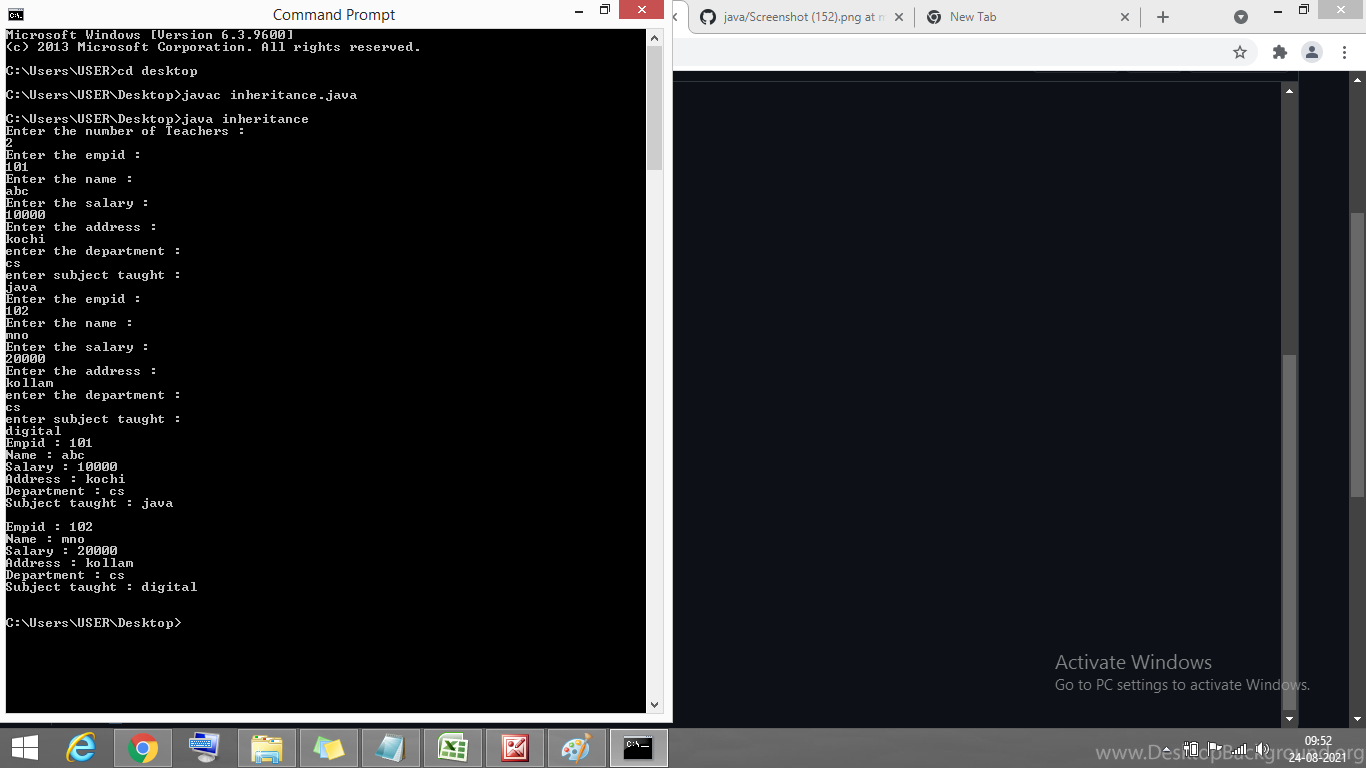 Command Prompt
Microsoft Windows [Version 6.3.9600]
(c) 2013 Microsoft Corporation. All rights reserved.
C:\Users\USER>cd desktop
C:\Users\USER\Desktop>javac inheritance.java
C:\Users\USER\Desktop>java inheritance
Enter the number of Teachers :
2
Enter the empid :
101
Enter the name :
abc
Enter the salary :
10000
Enter the address :
kochi
enter the department :
cs
enter subject taught :
java
Enter the empid :
102
Enter the name :
mno
Enter the salary :
20000
Enter the address :
kollam
enter the department :
cs
enter subject taught :
digital
Empid : 101
Name : abc
Salary : 10000
Address : kochi
Department : cs
Subject taught : java
Empid : 102
Name : mno
Salary : 20000
Address : kollam
Department : cs
Subject taught : digital
C:\Users\USER\Desktop>
java/Screenshot (152).png at m
New Tab
Activate Windows
Go to PC settings to activate Windows.
09:52
24-08-2021
www.DesktopBackground.org